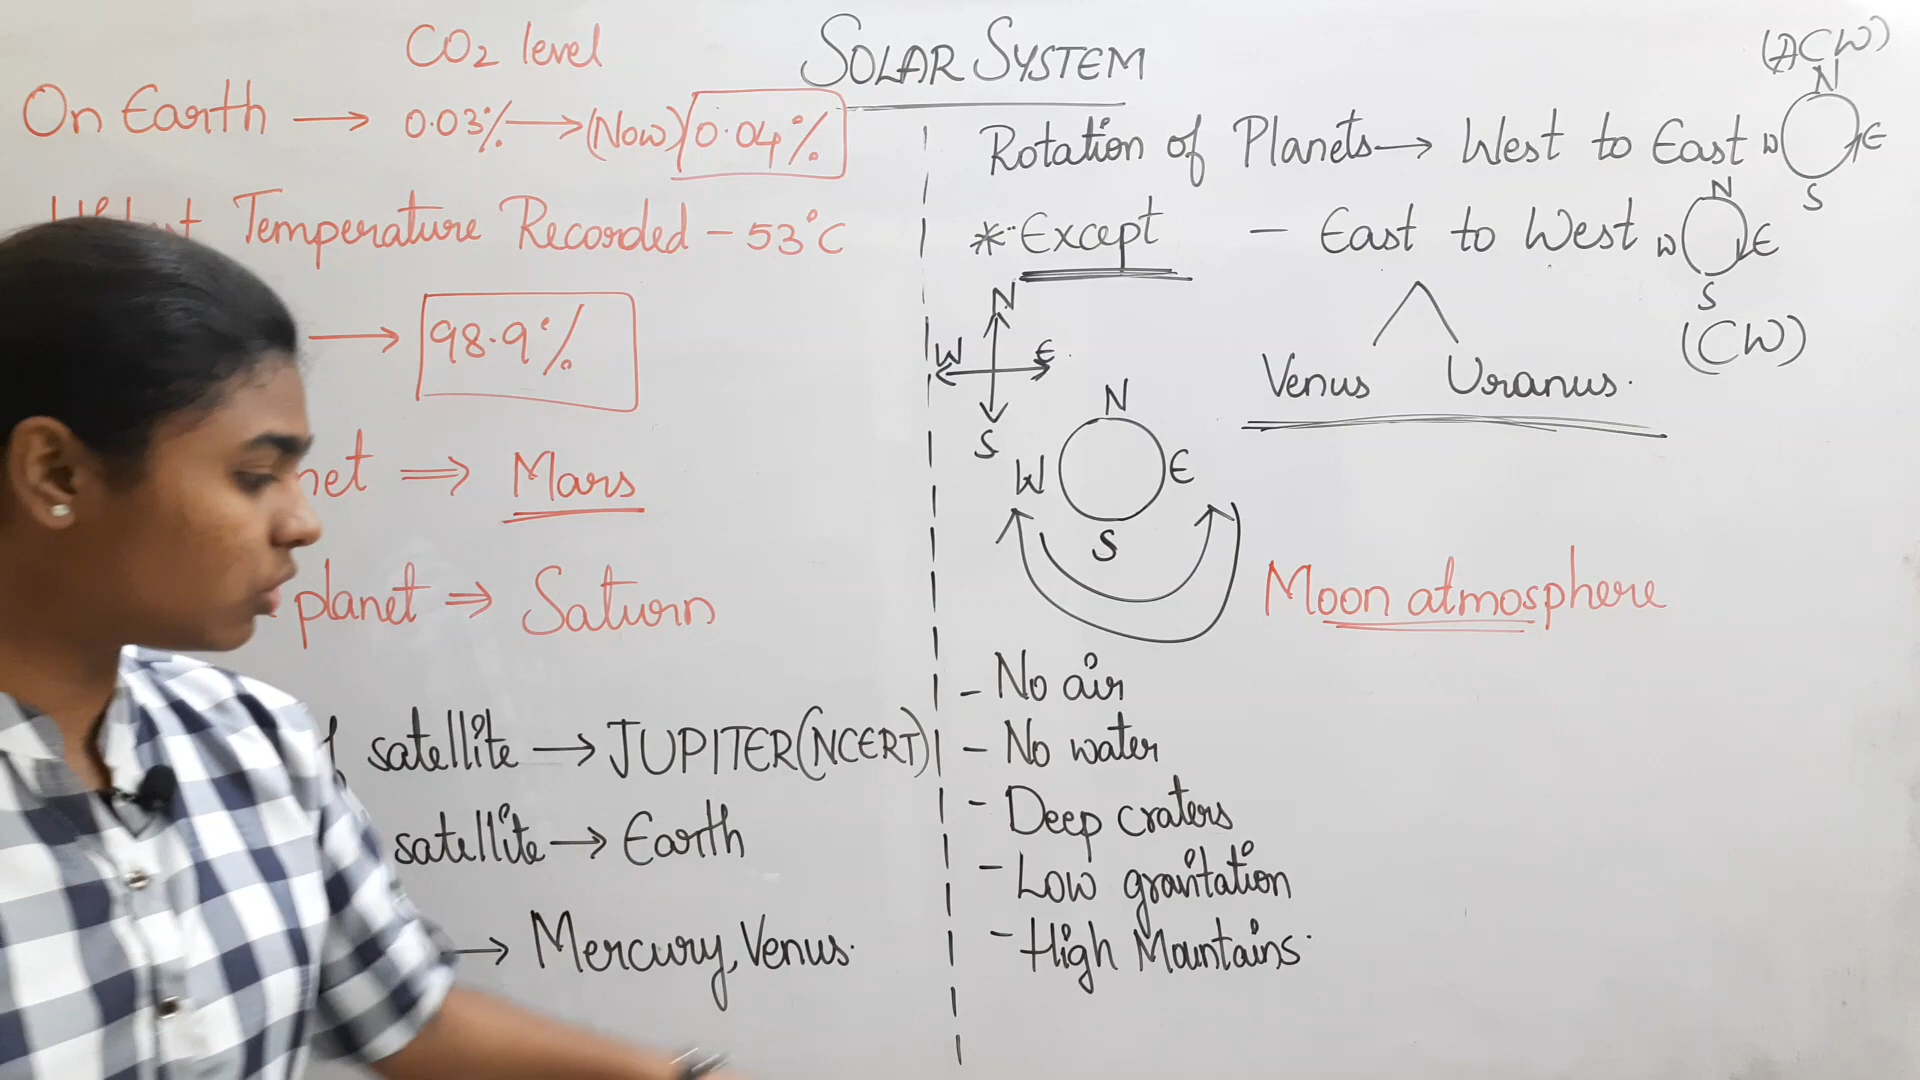 SOLAR SYSTEM
CO2 level
On Earth → 0.03% → (Now) 0.04%
Temperature Recorded - 53°C
→ 98.9%
net ⇒ Mars
planet ⇒ Saturn
satellite → JUPITER (NCERT)
satellite → Earth
→ Mercury, Venus.
(ACW)
Rotation of Planets → West to East
N
W E
S
* Except - East to West
N
W E
S
(CW)
Venus Uranus.
N
W E
S
N
W E
S
Moon atmosphere
- No air
- No water
- Deep craters
- Low gravitation
- High Mountains.